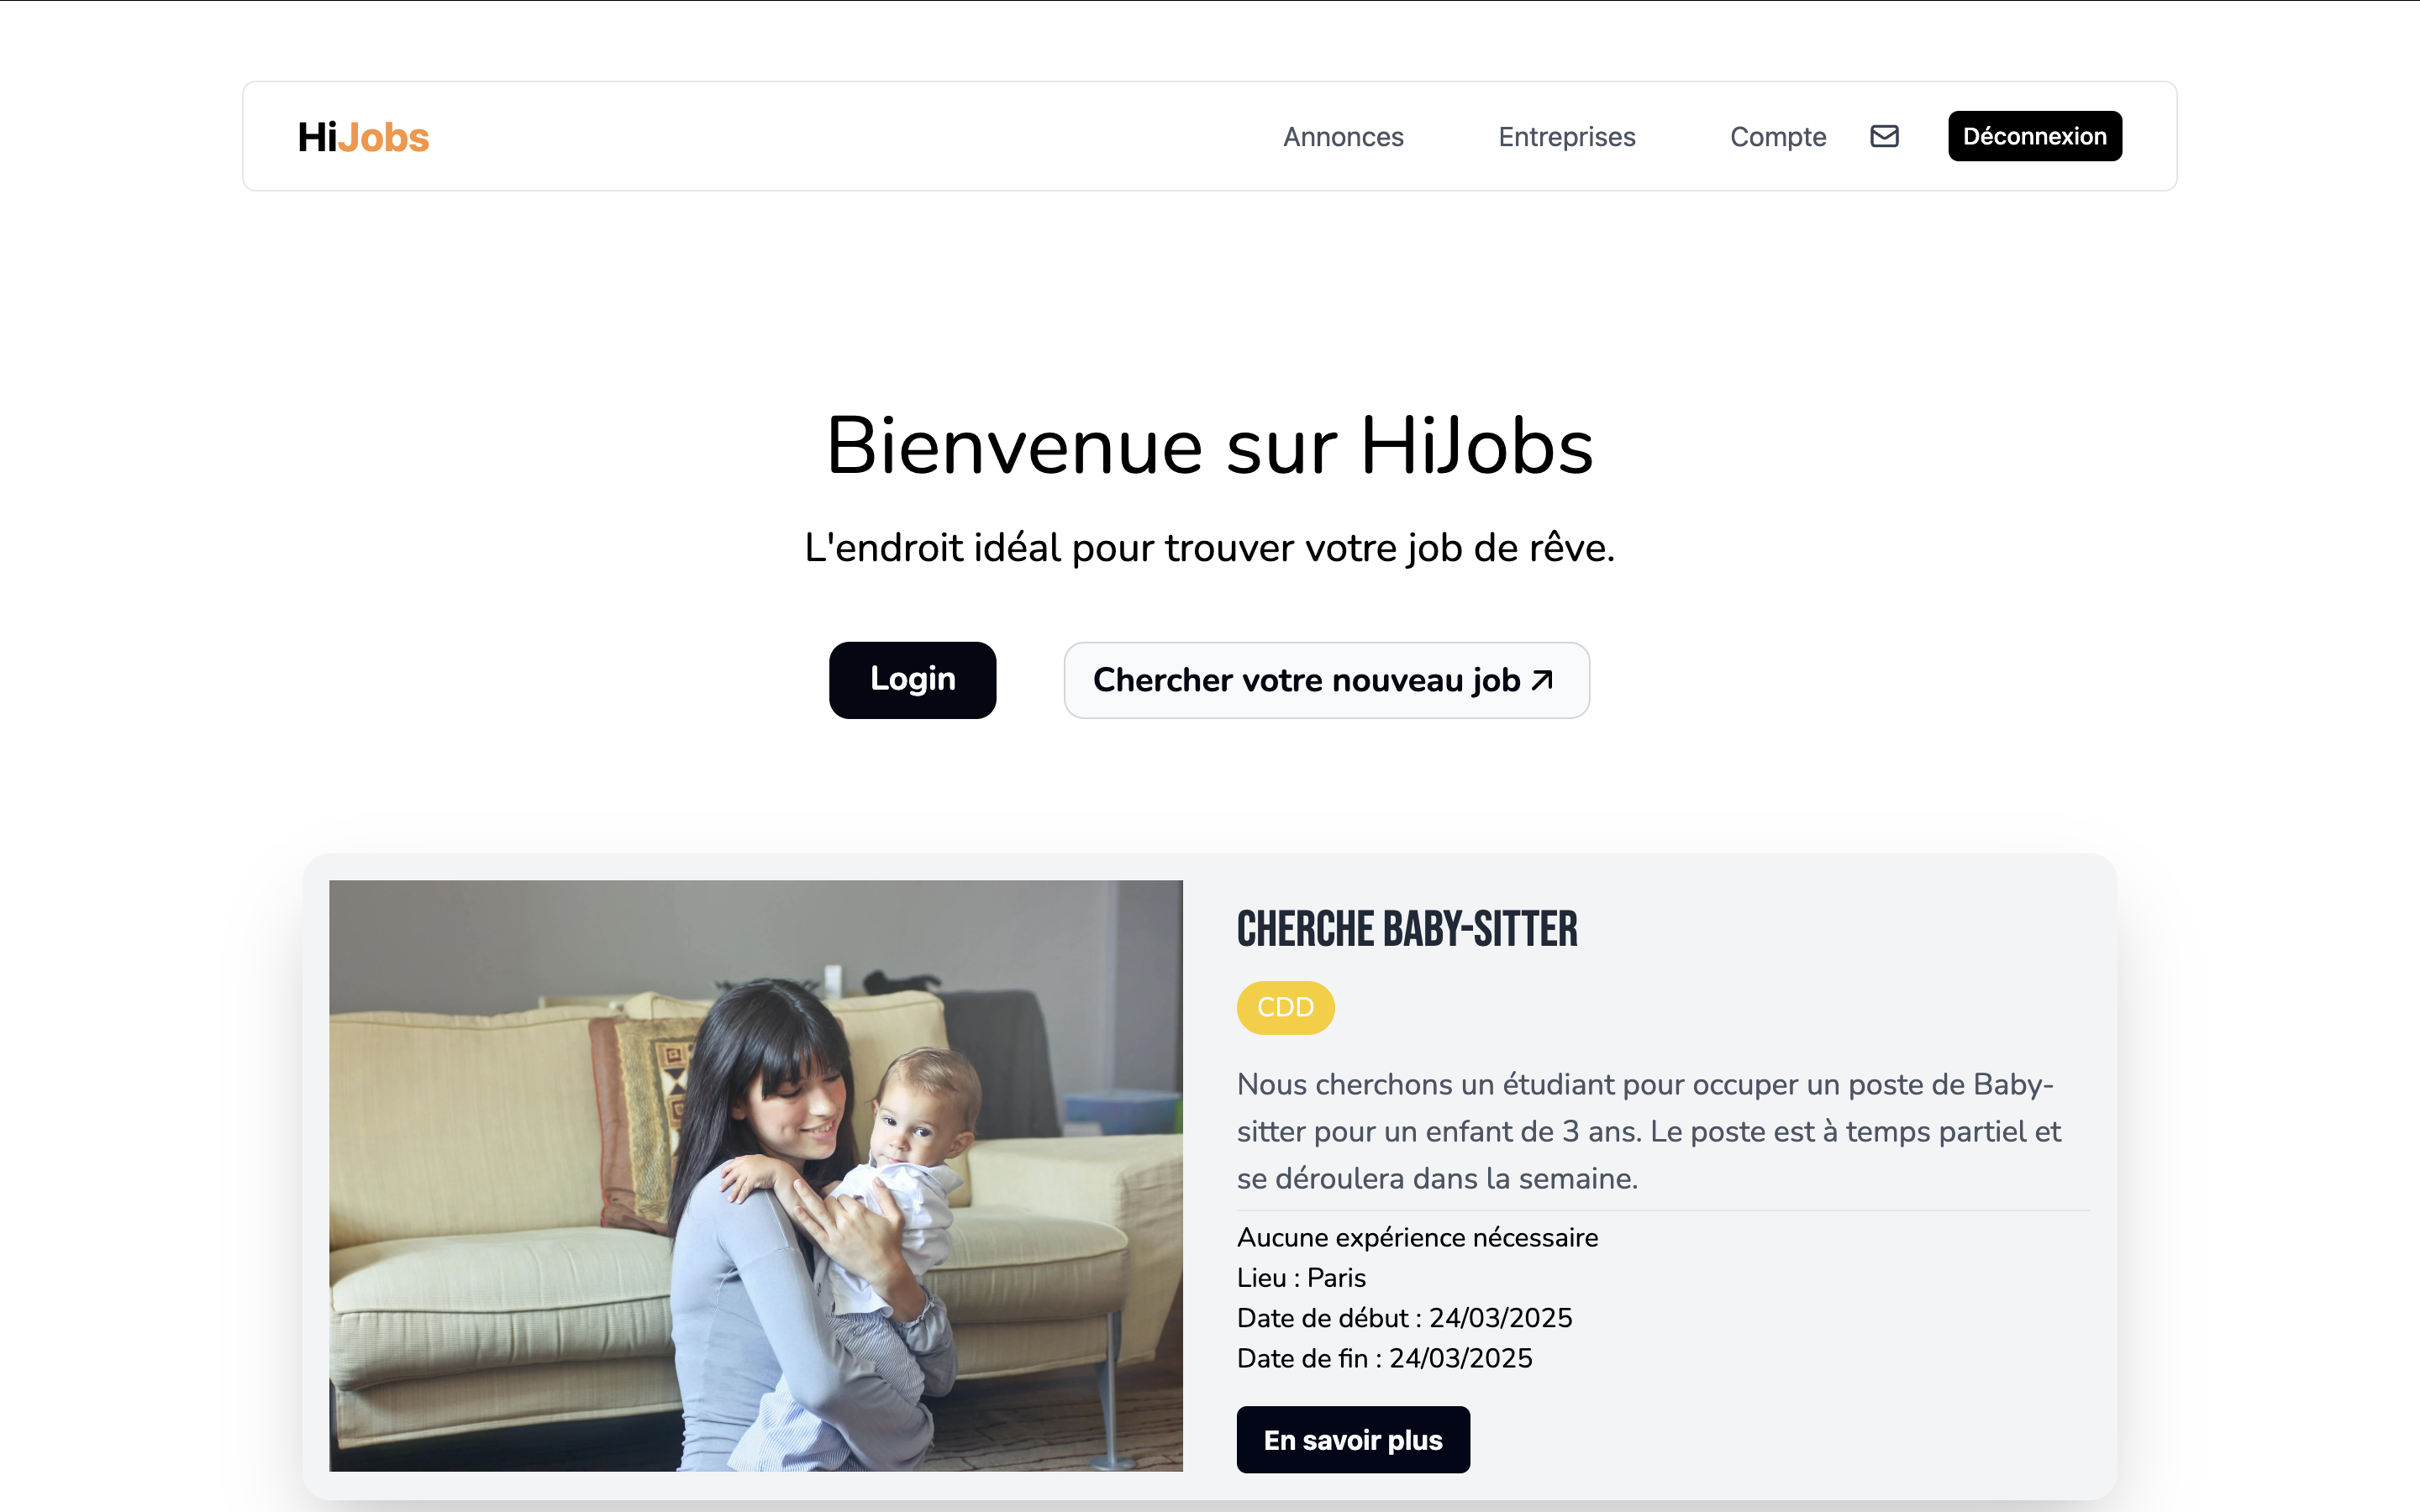 HiJobs
Annonces
Entreprises
Compte
Déconnexion
Bienvenue sur HiJobs
L'endroit idéal pour trouver votre job de rêve.
Login
Chercher votre nouveau job
CHERCHE BABY-SITTER
CDD
Nous cherchons un étudiant pour occuper un poste de Baby-
sitter pour un enfant de 3 ans. Le poste est à temps partiel et
se déroulera dans la semaine.
Aucune expérience nécessaire
Lieu : Paris
Date de début : 24/03/2025
Date de fin : 24/03/2025
En savoir plus